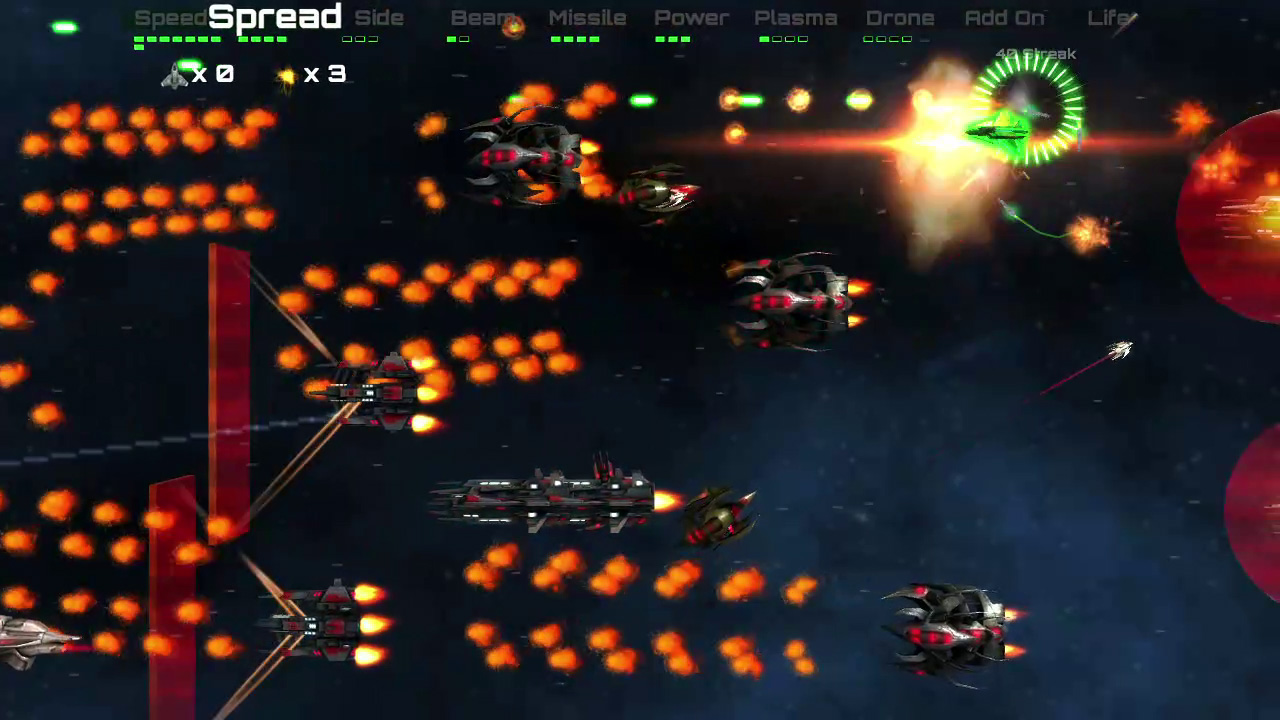 Speed Spread Side Beam Missile Power Plasma Drone Add On Life
40 Streak
x 0 x 3